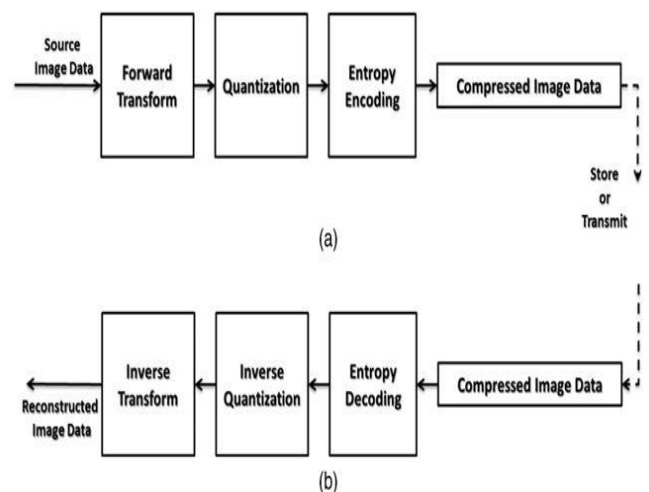 Source
Image Data
Forward
Transform
Quantization
Entropy
Encoding
Compressed Image Data
Store
or
Transmit
(a)
Reconstructed
Image Data
Inverse
Transform
Inverse
Quantization
Entropy
Decoding
Compressed Image Data
(b)